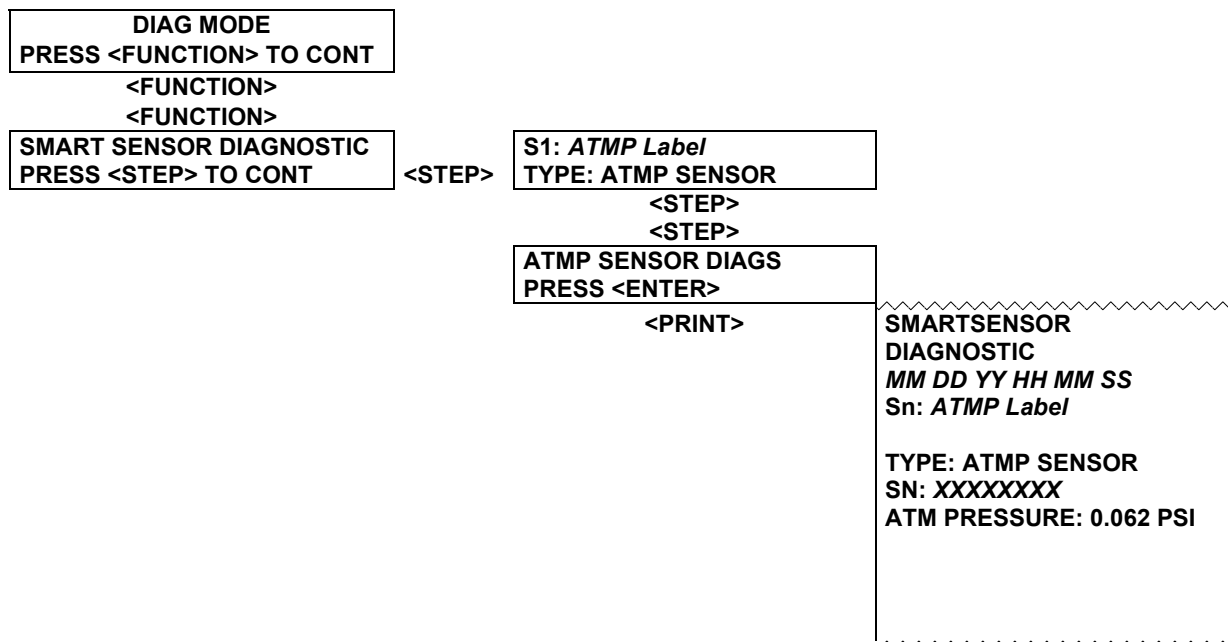 DIAG MODE
PRESS <FUNCTION> TO CONT
<FUNCTION>
<FUNCTION>
SMART SENSOR DIAGNOSTIC
PRESS <STEP> TO CONT
<STEP>
S1: ATMP Label
TYPE: ATMP SENSOR
<STEP>
<STEP>
ATMP SENSOR DIAGS
PRESS <ENTER>
<PRINT>
SMARTSENSOR
DIAGNOSTIC
MM DD YY HH MM SS
Sn: ATMP Label
TYPE: ATMP SENSOR
SN: XXXXXXXX
ATM PRESSURE: 0.062 PSI